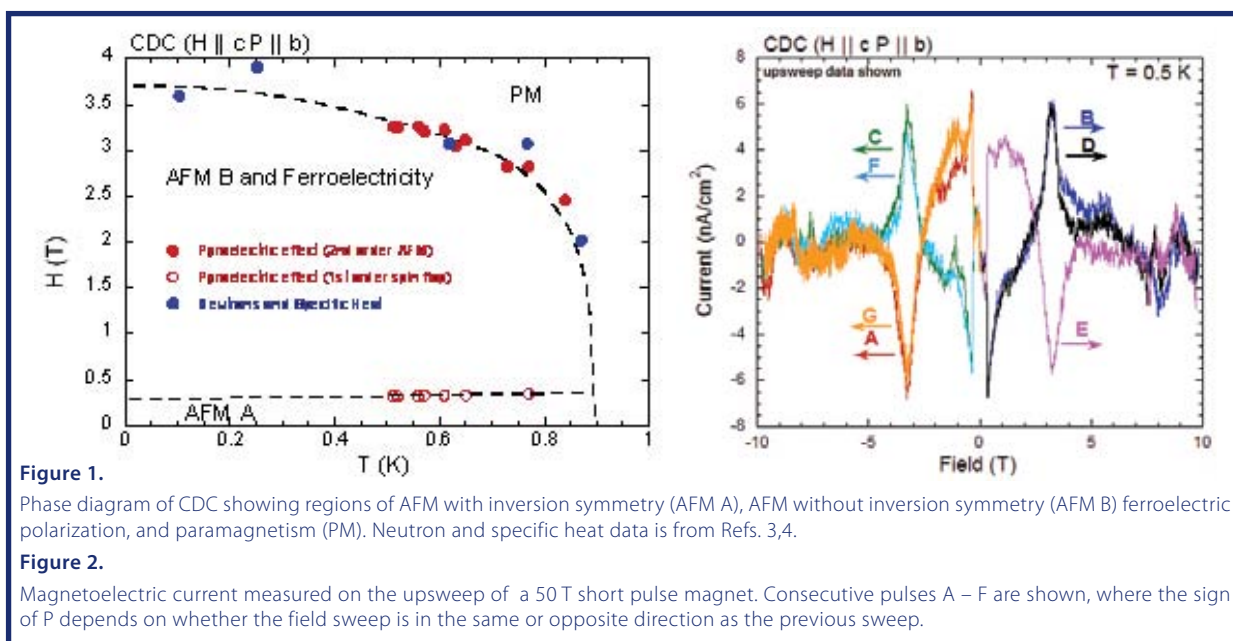 CDC (H || c P || b)
4
3.5
3
2.5
2
1.5
1
0.5
0
H (T)
PM
AFM B and Ferroelectricity
AFM A
0 0.2 0.4 0.6 0.8 1
T (K)
CDC (H || c P || b)
upsweep data shown
T = 0.5 K
8
6
4
2
0
-2
-4
-6
-8
Current (nA/cm²)
C
F
B
D
G
A
E
-10 -5 0 5 10
Field (T)
Figure 1.
Phase diagram of CDC showing regions of AFM with inversion symmetry (AFM A), AFM without inversion symmetry (AFM B) ferroelectric
polarization, and paramagnetism (PM). Neutron and specific heat data is from Refs. 3,4.
Figure 2.
Magnetoelectric current measured on the upsweep of a 50 T short pulse magnet. Consecutive pulses A – F are shown, where the sign
of P depends on whether the field sweep is in the same or opposite direction as the previous sweep.